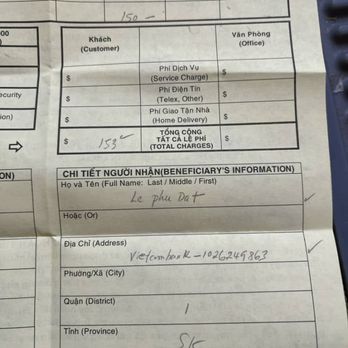 150 -
00
Khách
(Customer)
Văn Phòng
(Office)
$ Phí Dịch Vụ $
(Service Charge)
$ Phí Điện Tín $
(Telex, Other)
$ Phí Giao Tận Nhà $
(Home Delivery)
$ 153 TỔNG CỘNG $
TẤT CẢ LỆ PHÍ
(TOTAL CHARGES)
ecurity
ion)
ON)
CHI TIẾT NGƯỜI NHẬN(BENEFICIARY'S INFORMATION)
Họ và Tên (Full Name: Last / Middle / First)
Le phu Dat
Hoặc (Or)
Địa Chỉ (Address)
Vietcombank - 1026249863
Phường/Xã (City)
Quận (District)
1
Tỉnh (Province)